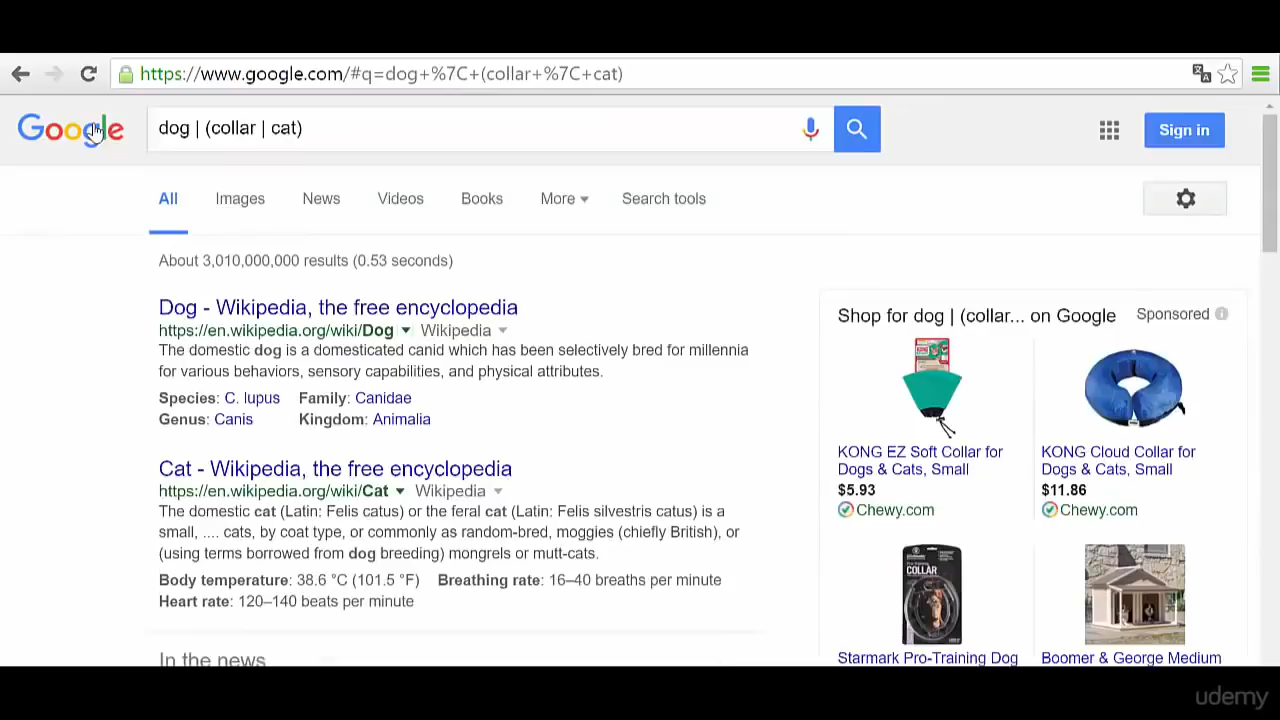 https://www.google.com/#q=dog+%7C+(collar+%7C+cat)
Google
dog | (collar | cat)
Sign in
All
Images
News
Videos
Books
More
Search tools
About 3,010,000,000 results (0.53 seconds)
Dog - Wikipedia, the free encyclopedia
https://en.wikipedia.org/wiki/Dog Wikipedia
The domestic dog is a domesticated canid which has been selectively bred for millennia
for various behaviors, sensory capabilities, and physical attributes.
Species: C. lupus Family: Canidae
Genus: Canis Kingdom: Animalia
Cat - Wikipedia, the free encyclopedia
https://en.wikipedia.org/wiki/Cat Wikipedia
The domestic cat (Latin: Felis catus) or the feral cat (Latin: Felis silvestris catus) is a
small, .... cats, by coat type, or commonly as random-bred, moggies (chiefly British), or
(using terms borrowed from dog breeding) mongrels or mutt-cats.
Body temperature: 38.6 °C (101.5 °F) Breathing rate: 16–40 breaths per minute
Heart rate: 120–140 beats per minute
In the news
Shop for dog | (collar... on Google
Sponsored
KONG EZ Soft Collar for
Dogs & Cats, Small
$5.93
Chewy.com
KONG Cloud Collar for
Dogs & Cats, Small
$11.86
Chewy.com
COLLAR
Starmark Pro-Training Dog
Boomer & George Medium
udemy